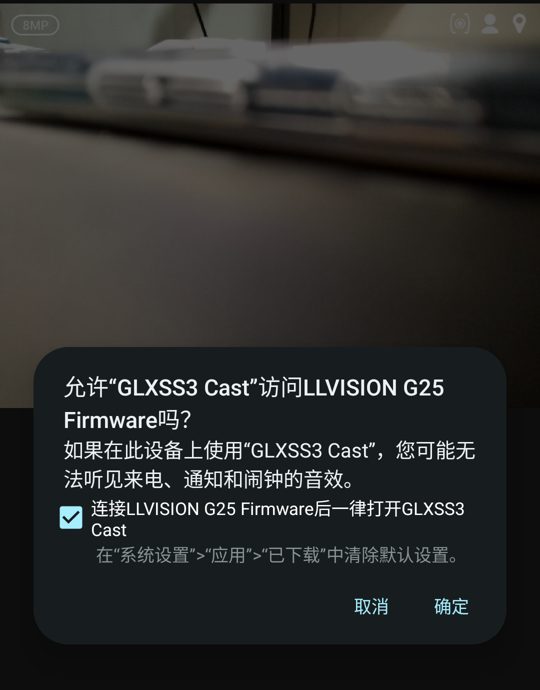 8MP
允许“GLXSS3 Cast”访问LLVISION G25
Firmware吗?
如果在此设备上使用“GLXSS3 Cast”，您可能无
法听见来电、通知和闹钟的音效。
连接LLVISION G25 Firmware后一律打开GLXSS3
Cast
在“系统设置”>“应用”>“已下载”中清除默认设置。
取消
确定